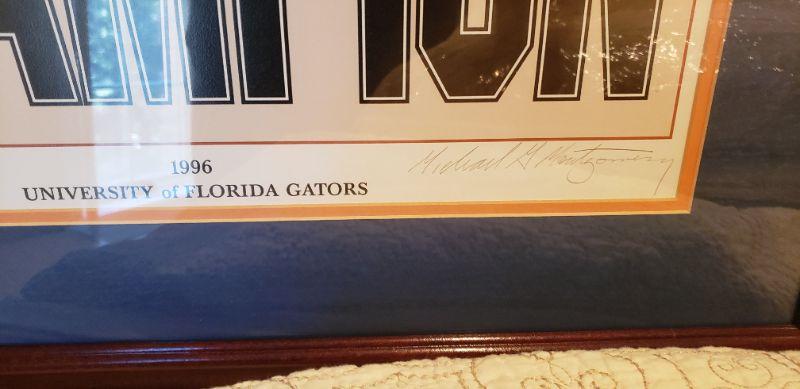 1996
UNIVERSITY of FLORIDA GATORS
Michael G Montgomery